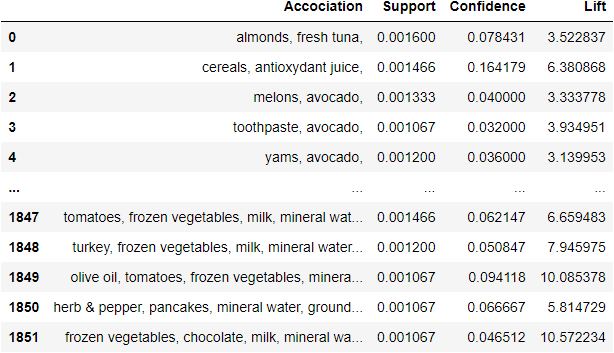 Accociation Support Confidence Lift
0 almonds, fresh tuna, 0.001600 0.078431 3.522837
1 cereals, antioxydant juice, 0.001466 0.164179 6.380868
2 melons, avocado, 0.001333 0.040000 3.333778
3 toothpaste, avocado, 0.001067 0.032000 3.934951
4 yams, avocado, 0.001200 0.036000 3.139953
... ... ... ... ...
1847 tomatoes, frozen vegetables, milk, mineral wat... 0.001466 0.062147 6.659483
1848 turkey, frozen vegetables, milk, mineral water... 0.001200 0.050847 7.945975
1849 olive oil, tomatoes, frozen vegetables, minera... 0.001067 0.094118 10.085378
1850 herb & pepper, pancakes, mineral water, ground... 0.001067 0.066667 5.814729
1851 frozen vegetables, chocolate, milk, mineral wa... 0.001067 0.046512 10.572234